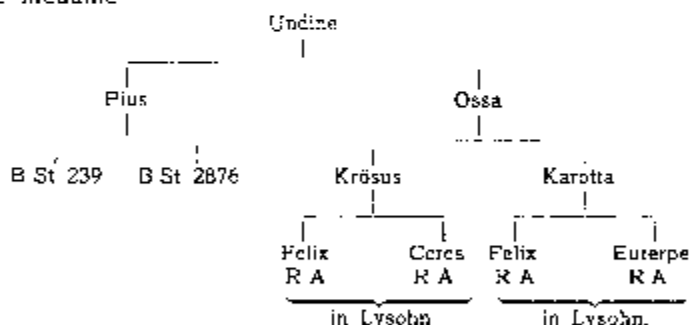 Undine
Pius Ossa
B St 239 B St 2876 Krösus Karotta
Felix Ceres Felix Euterpe
R A R A R A R A
in Lysohn in Lysohn.